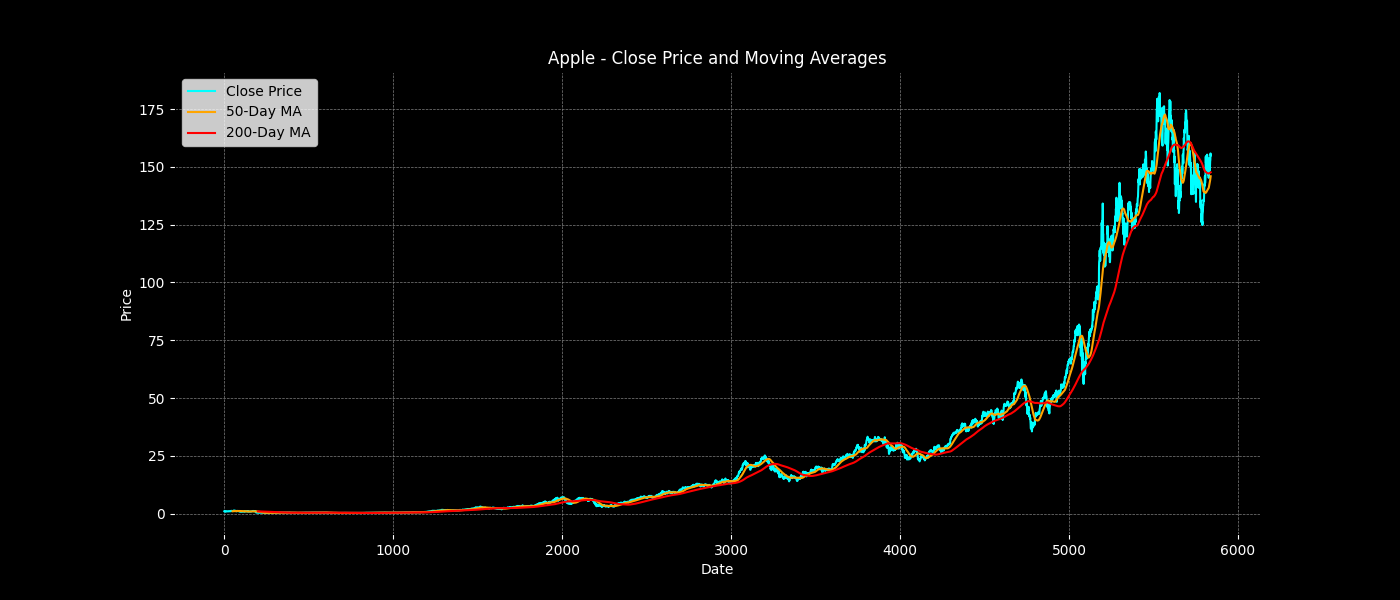 Apple - Close Price and Moving Averages
Close Price
50-Day MA
200-Day MA
Price
175
150
125
100
75
50
25
0
0 1000 2000 3000 4000 5000 6000
Date